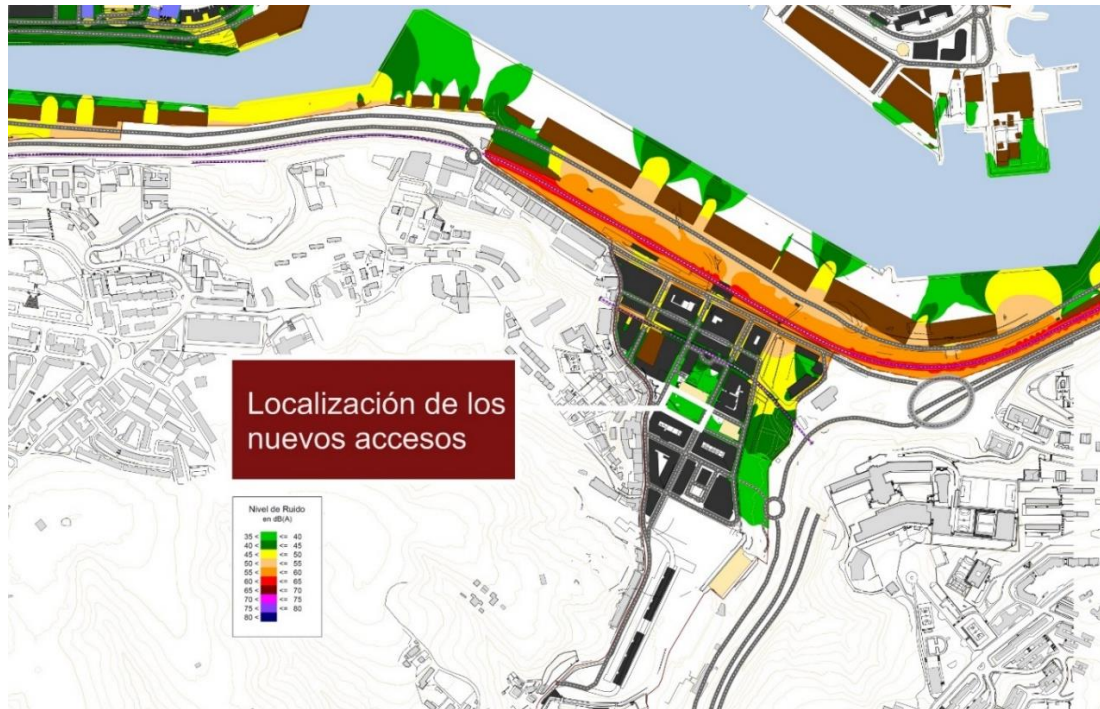 Localización de los
nuevos accesos
Nivel de Ruido
en dB(A)
35 < <= 40
40 < <= 45
45 < <= 50
50 < <= 55
55 < <= 60
60 < <= 65
65 < <= 70
70 < <= 75
75 < <= 80
80 <